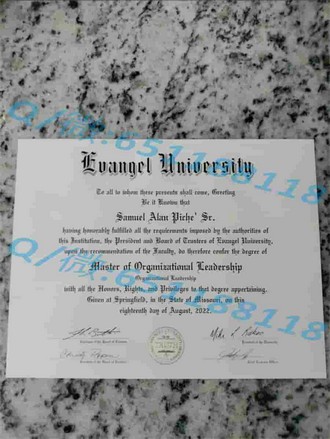 Evangel University
To all to whom these presents shall come, Greeting
Be it Known that
Samuel Alan Piche' Sr.
having honorably fulfilled all the requirements imposed by the authorities of
this Institution, the President and Board of Trustees of Evangel University,
upon the recommendation of the Faculty, do therefore confer the degree of
Master of Organizational Leadership
Organizational Leadership
with all the Honors, Rights, and Privileges to that degree appertaining.
Given at Springfield, in the State of Missouri, on this
eighteenth day of August, 2022.